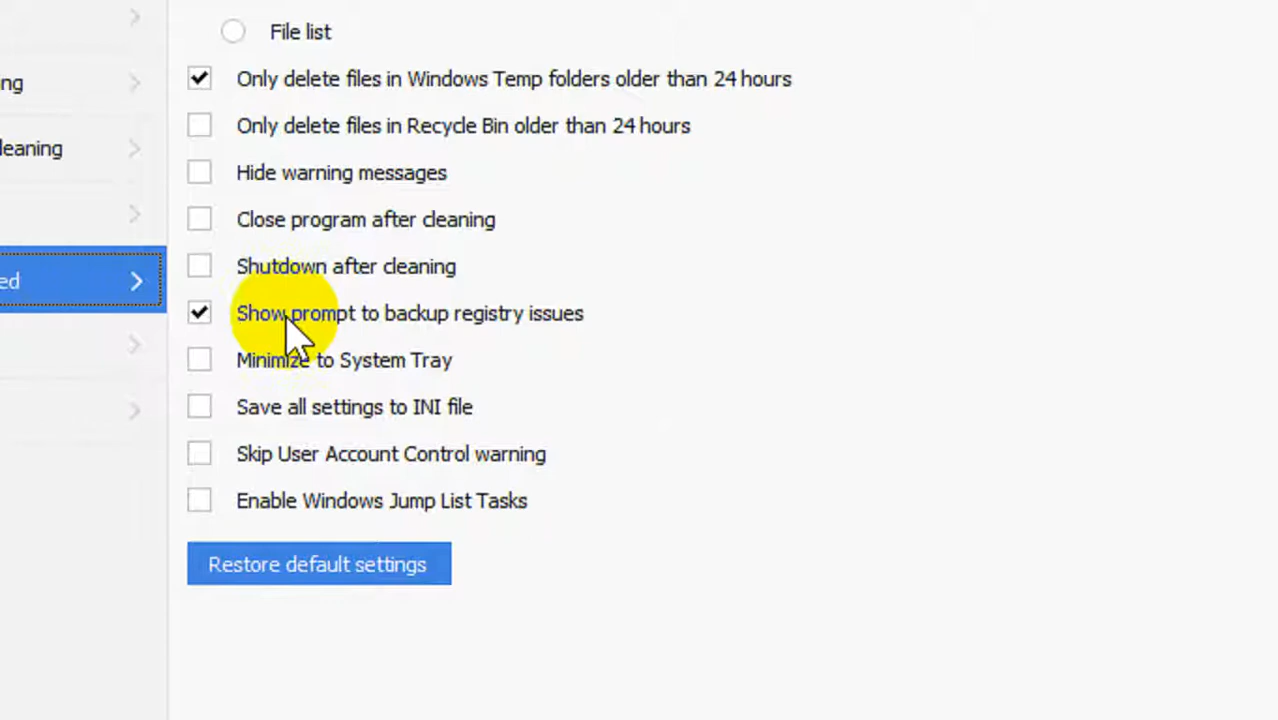 File list
Only delete files in Windows Temp folders older than 24 hours
ing
Only delete files in Recycle Bin older than 24 hours
leaning
Hide warning messages
Close program after cleaning
Shutdown after cleaning
ed
Show prompt to backup registry issues
Minimize to System Tray
Save all settings to INI file
Skip User Account Control warning
Enable Windows Jump List Tasks
Restore default settings